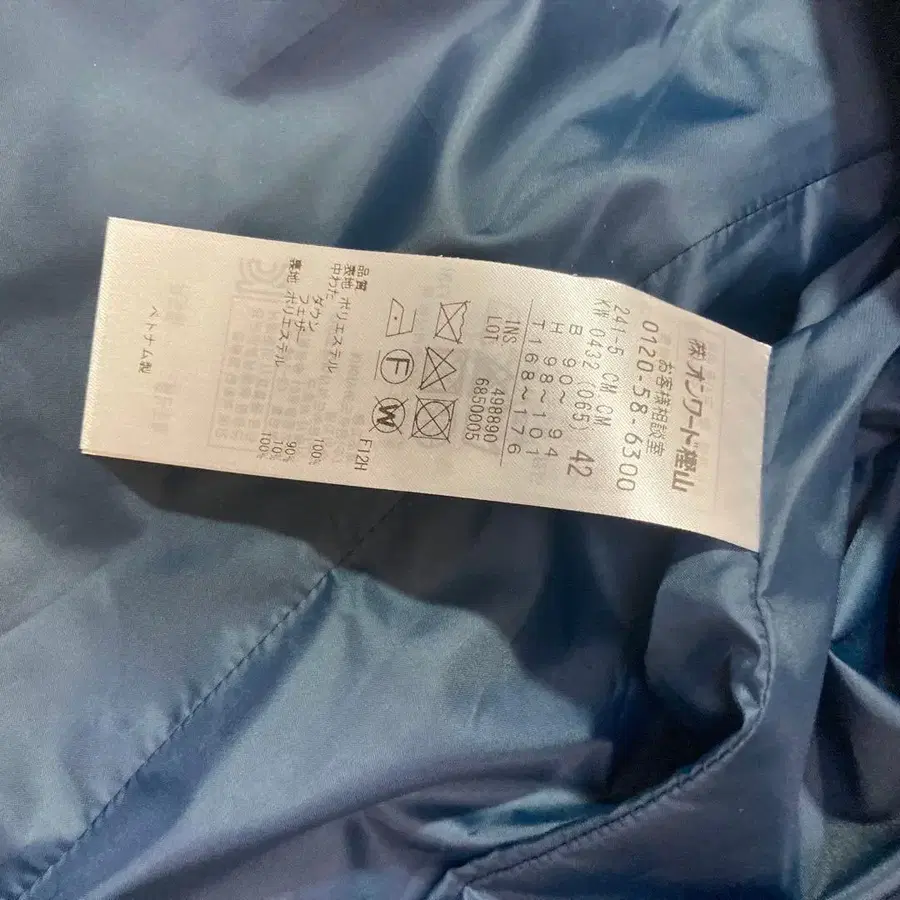 (株)オンワード樫山
お客様相談室
0120-58-6300
241-5 CM CM
KW 0432 (065) 42
B 90~ 94
H 98~101
T168~176
INS 498890
LOT 6850005
F
W
F12H
品質
表地 ポリエステル 100%
中わた ダウン 90%
フェザー 10%
裏地 ポリエステル 100%
ベトナム製